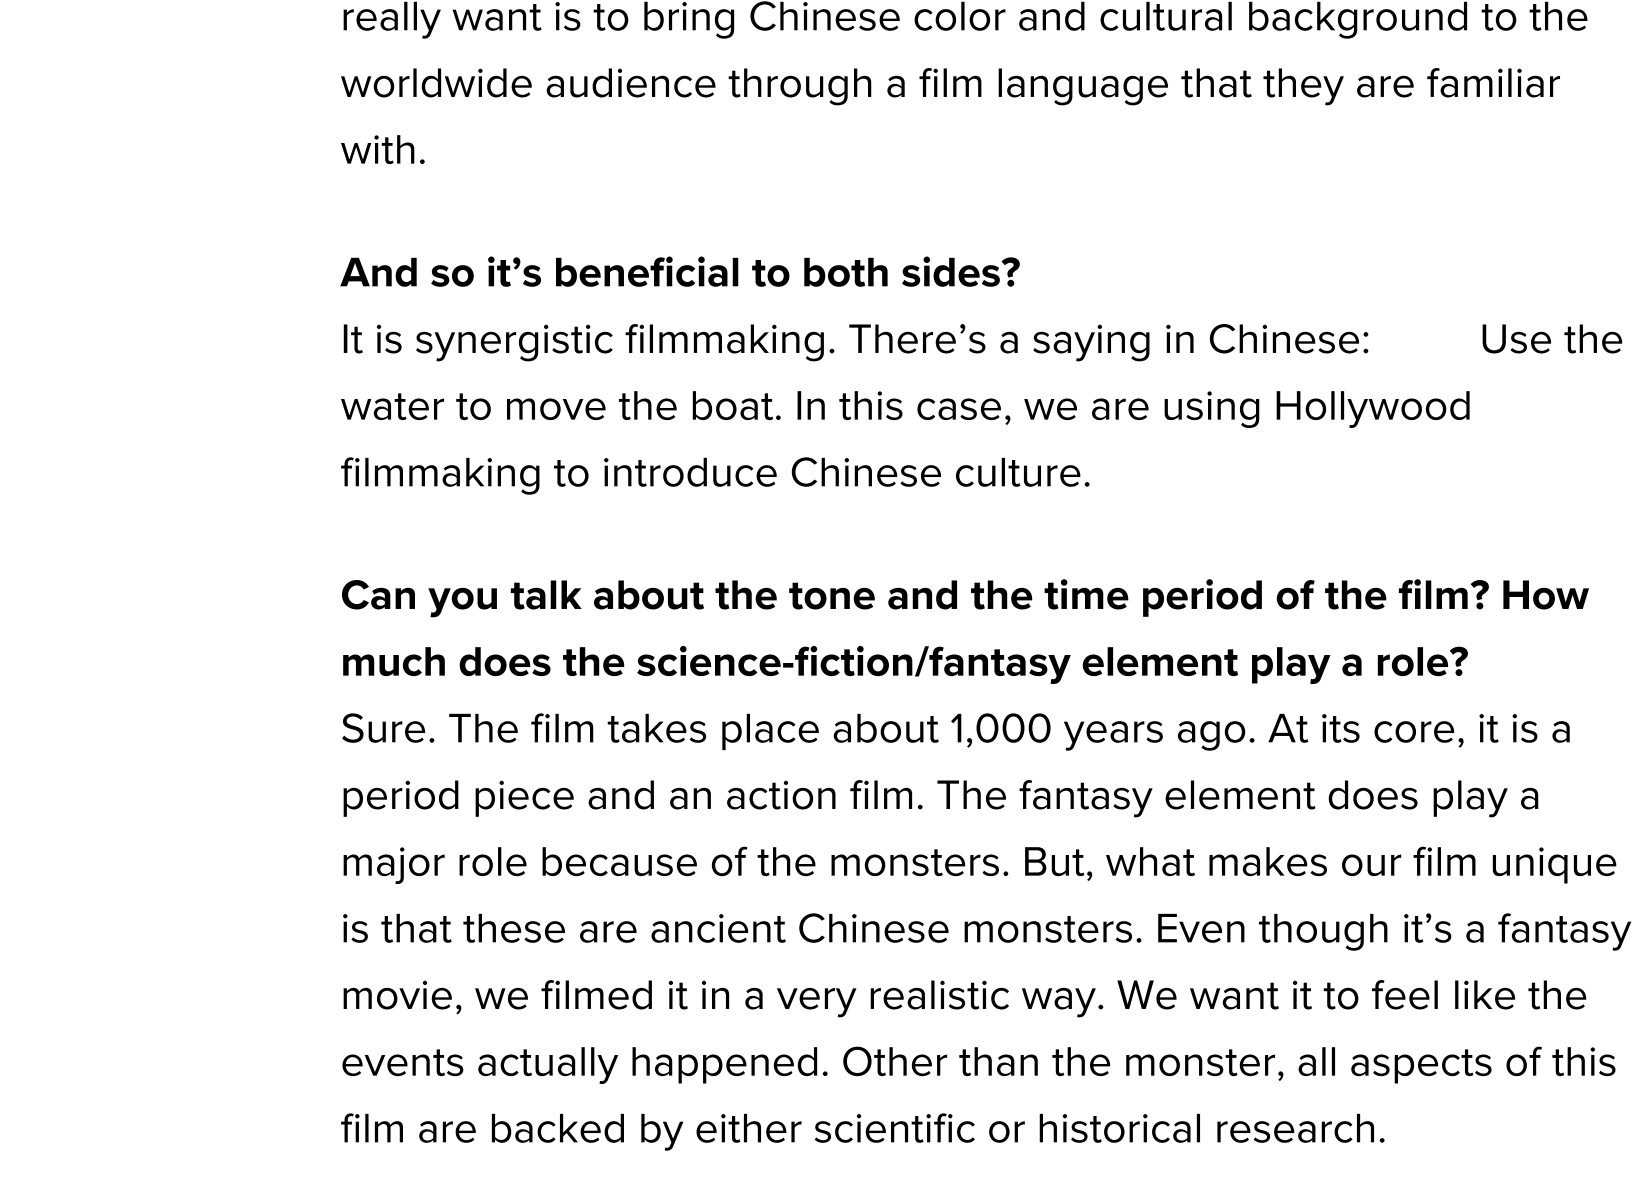 really want is to bring Chinese color and cultural background to the
worldwide audience through a film language that they are familiar
with.
And so it’s beneficial to both sides?
It is synergistic filmmaking. There’s a saying in Chinese: Use the
water to move the boat. In this case, we are using Hollywood
filmmaking to introduce Chinese culture.
Can you talk about the tone and the time period of the film? How
much does the science-fiction/fantasy element play a role?
Sure. The film takes place about 1,000 years ago. At its core, it is a
period piece and an action film. The fantasy element does play a
major role because of the monsters. But, what makes our film unique
is that these are ancient Chinese monsters. Even though it’s a fantasy
movie, we filmed it in a very realistic way. We want it to feel like the
events actually happened. Other than the monster, all aspects of this
film are backed by either scientific or historical research.